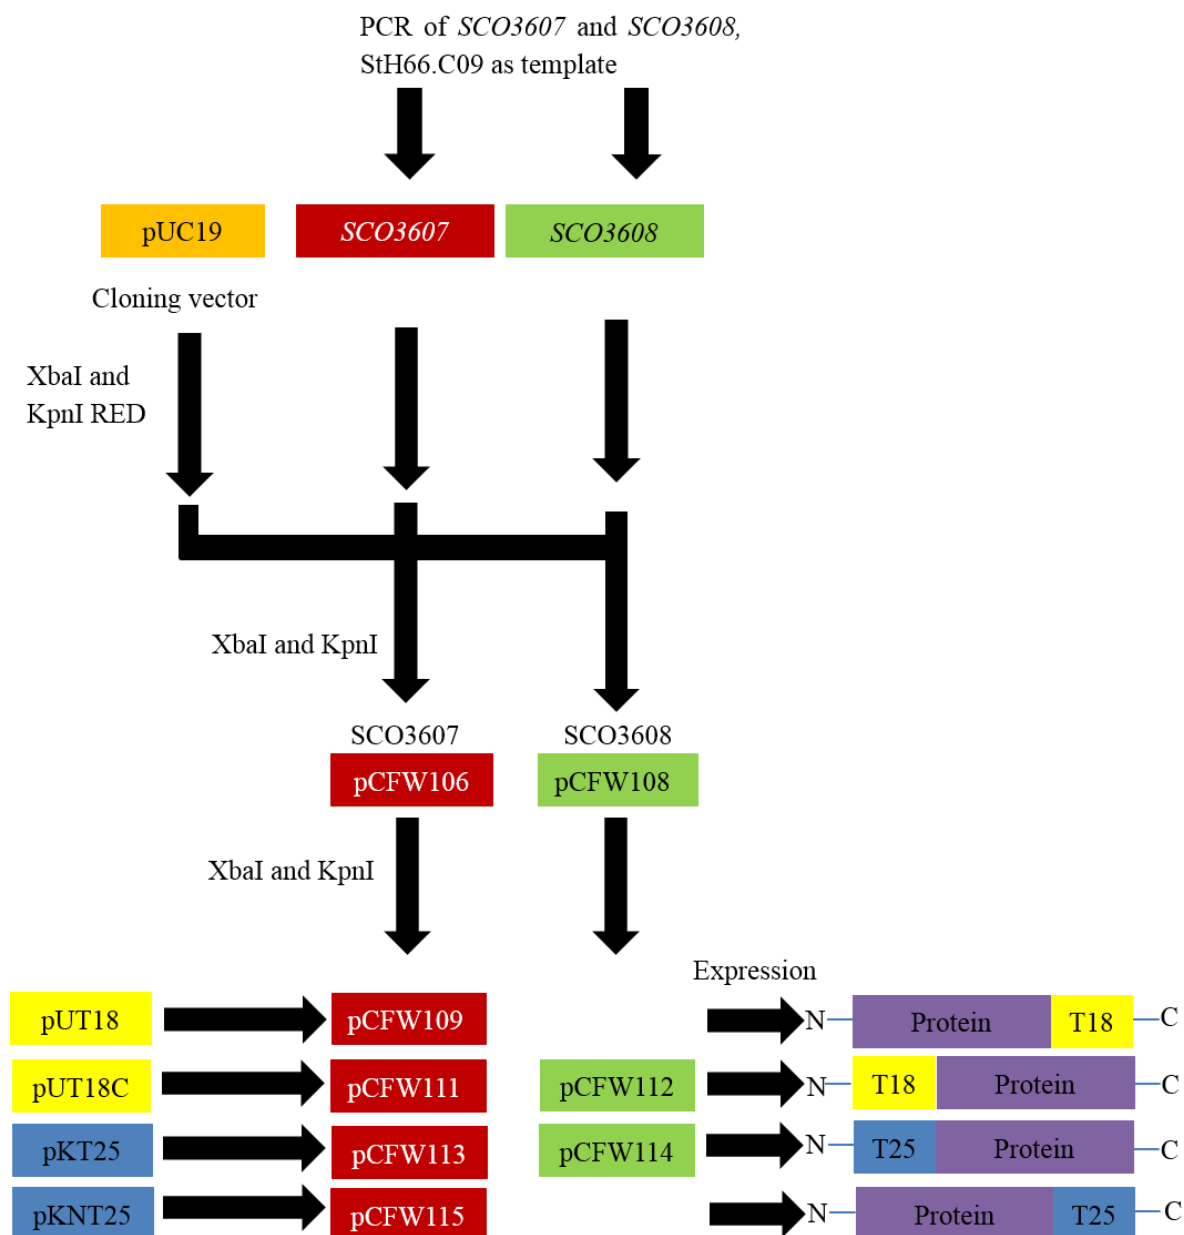 PCR of SCO3607 and SCO3608,
StH66.C09 as template
pUC19
SCO3607
SCO3608
Cloning vector
XbaI and
KpnI RED
XbaI and KpnI
SCO3607
SCO3608
pCFW106
pCFW108
XbaI and KpnI
Expression
pUT18
pCFW109
N
Protein
T18
C
pUT18C
pCFW111
pCFW112
N
T18
Protein
C
pKT25
pCFW113
pCFW114
N
T25
Protein
C
pKNT25
pCFW115
N
Protein
T25
C